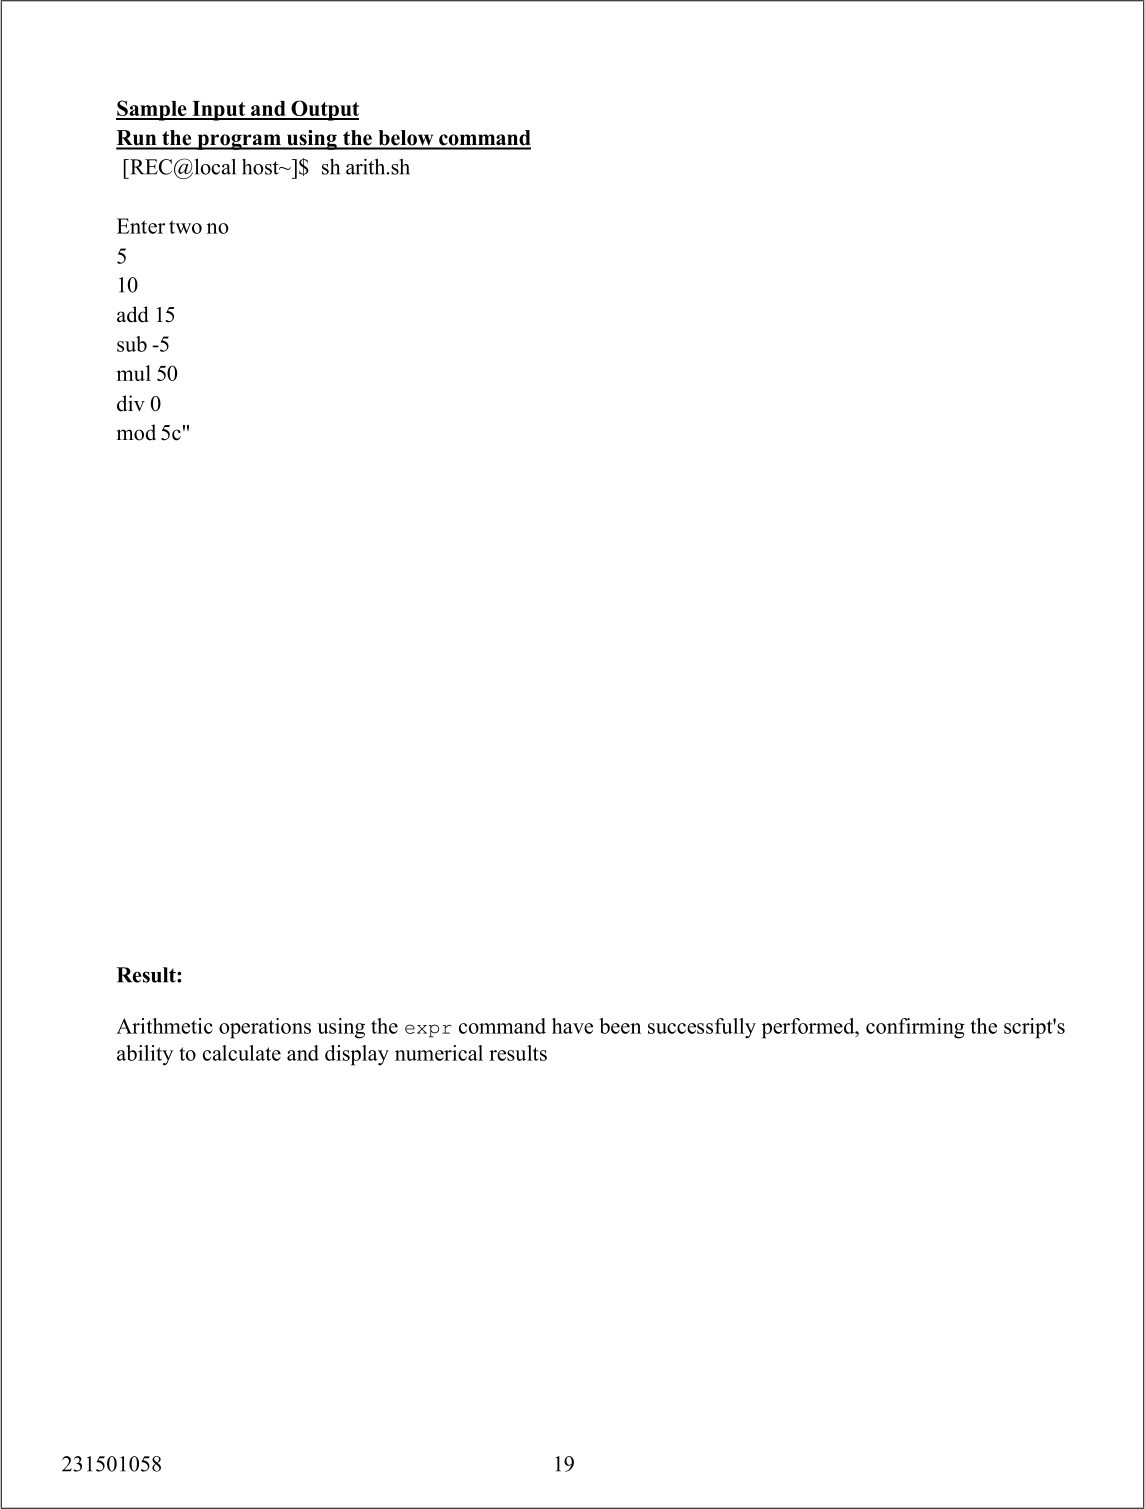 Sample Input and Output
Run the program using the below command
[REC@local host~]$ sh arith.sh
Enter two no
5
10
add 15
sub -5
mul 50
div 0
mod 5c"
Result:
Arithmetic operations using the expr command have been successfully performed, confirming the script's
ability to calculate and display numerical results
231501058 19